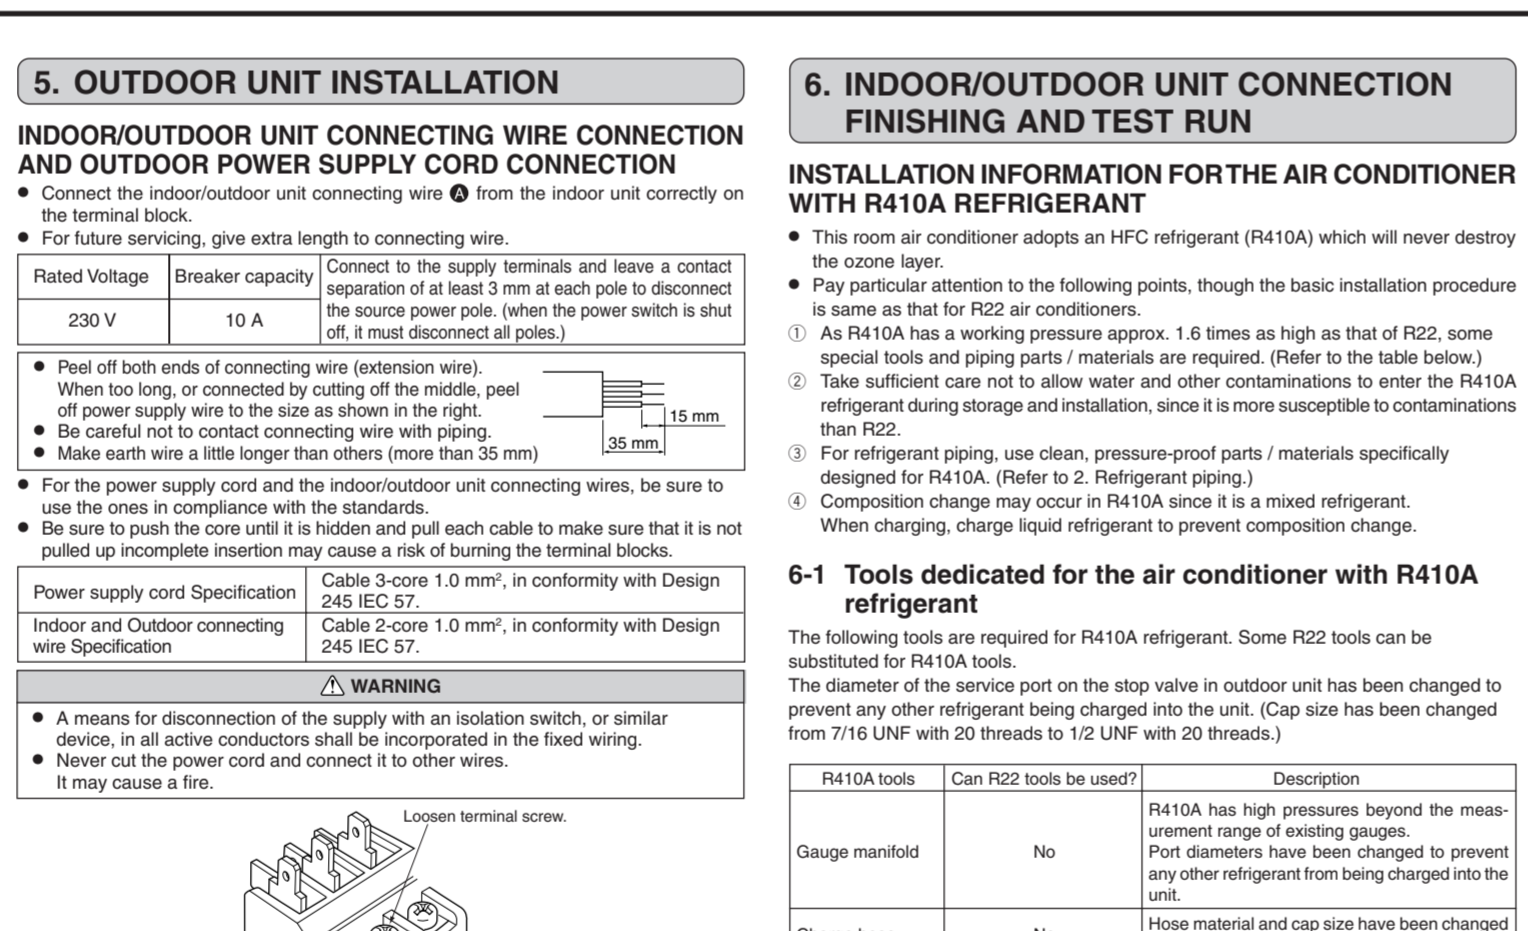 5. OUTDOOR UNIT INSTALLATION
INDOOR/OUTDOOR UNIT CONNECTING WIRE CONNECTION
AND OUTDOOR POWER SUPPLY CORD CONNECTION
● Connect the indoor/outdoor unit connecting wire A from the indoor unit correctly on
the terminal block.
● For future servicing, give extra length to connecting wire.
Rated Voltage
Breaker capacity
230 V
10 A
Connect to the supply terminals and leave a contact
separation of at least 3 mm at each pole to disconnect
the source power pole. (when the power switch is shut
off, it must disconnect all poles.)
● Peel off both ends of connecting wire (extension wire).
When too long, or connected by cutting off the middle, peel
off power supply wire to the size as shown in the right.
● Be careful not to contact connecting wire with piping.
● Make earth wire a little longer than others (more than 35 mm)
15 mm
35 mm
● For the power supply cord and the indoor/outdoor unit connecting wires, be sure to
use the ones in compliance with the standards.
● Be sure to push the core until it is hidden and pull each cable to make sure that it is not
pulled up incomplete insertion may cause a risk of burning the terminal blocks.
Power supply cord Specification
Cable 3-core 1.0 mm², in conformity with Design
245 IEC 57.
Indoor and Outdoor connecting
wire Specification
Cable 2-core 1.0 mm², in conformity with Design
245 IEC 57.
⚠ WARNING
● A means for disconnection of the supply with an isolation switch, or similar
device, in all active conductors shall be incorporated in the fixed wiring.
● Never cut the power cord and connect it to other wires.
It may cause a fire.
Loosen terminal screw.
6. INDOOR/OUTDOOR UNIT CONNECTION
FINISHING AND TEST RUN
INSTALLATION INFORMATION FOR THE AIR CONDITIONER
WITH R410A REFRIGERANT
● This room air conditioner adopts an HFC refrigerant (R410A) which will never destroy
the ozone layer.
● Pay particular attention to the following points, though the basic installation procedure
is same as that for R22 air conditioners.
① As R410A has a working pressure approx. 1.6 times as high as that of R22, some
special tools and piping parts / materials are required. (Refer to the table below.)
② Take sufficient care not to allow water and other contaminations to enter the R410A
refrigerant during storage and installation, since it is more susceptible to contaminations
than R22.
③ For refrigerant piping, use clean, pressure-proof parts / materials specifically
designed for R410A. (Refer to 2. Refrigerant piping.)
④ Composition change may occur in R410A since it is a mixed refrigerant.
When charging, charge liquid refrigerant to prevent composition change.
6-1 Tools dedicated for the air conditioner with R410A
refrigerant
The following tools are required for R410A refrigerant. Some R22 tools can be
substituted for R410A tools.
The diameter of the service port on the stop valve in outdoor unit has been changed to
prevent any other refrigerant being charged into the unit. (Cap size has been changed
from 7/16 UNF with 20 threads to 1/2 UNF with 20 threads.)
R410A tools
Can R22 tools be used?
Description
Gauge manifold
No
R410A has high pressures beyond the meas-
urement range of existing gauges.
Port diameters have been changed to prevent
any other refrigerant from being charged into the
unit.
Hose material and cap size have been changed